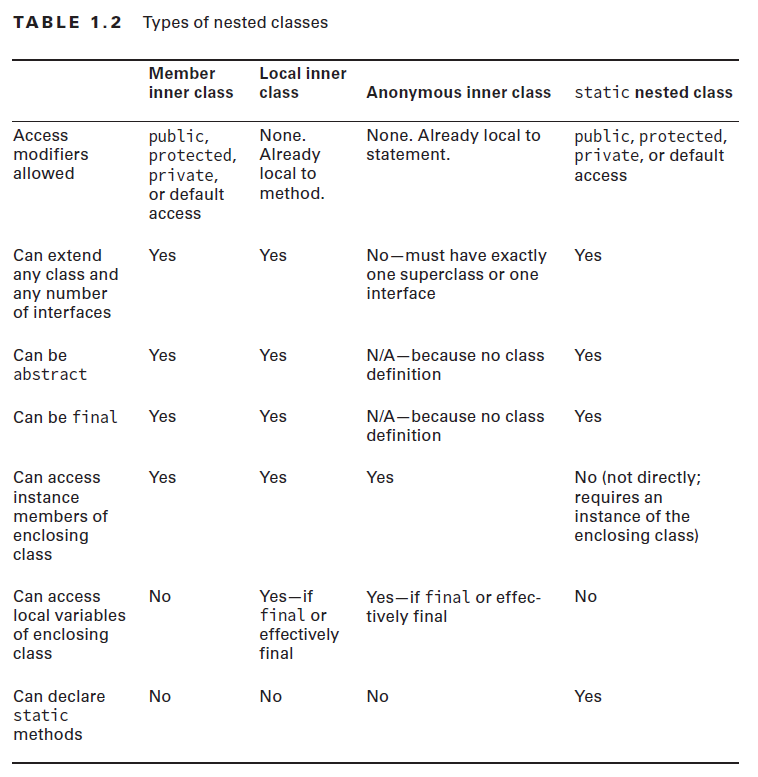 TABLE 1.2 Types of nested classes
Member inner class
Local inner class
Anonymous inner class
static nested class
Access modifiers allowed
public, protected, private, or default access
None. Already local to method.
None. Already local to statement.
public, protected, private, or default access
Can extend any class and any number of interfaces
Yes
Yes
No—must have exactly one superclass or one interface
Yes
Can be abstract
Yes
Yes
N/A—because no class definition
Yes
Can be final
Yes
Yes
N/A—because no class definition
Yes
Can access instance members of enclosing class
Yes
Yes
Yes
No (not directly; requires an instance of the enclosing class)
Can access local variables of enclosing class
No
Yes—if final or effectively final
Yes—if final or effec-tively final
No
Can declare static methods
No
No
No
Yes